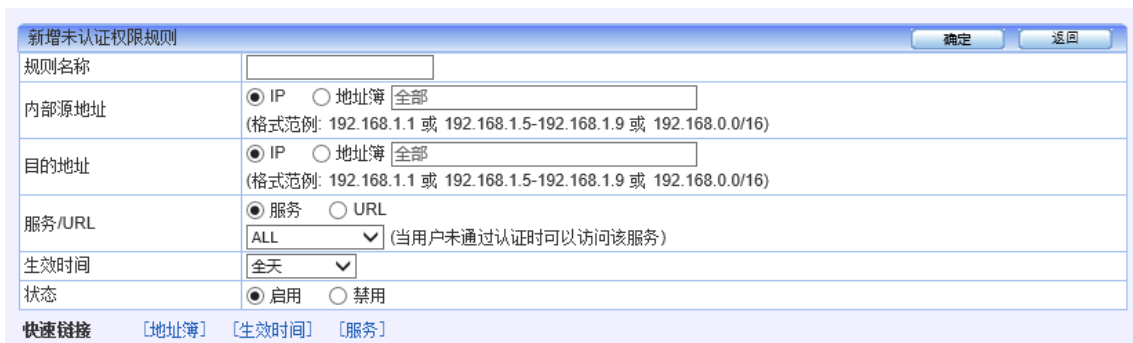 新增未认证权限规则 确定 返回
规则名称
内部源地址 IP 地址簿 全部
(格式范例: 192.168.1.1 或 192.168.1.5-192.168.1.9 或 192.168.0.0/16)
目的地址 IP 地址簿 全部
(格式范例: 192.168.1.1 或 192.168.1.5-192.168.1.9 或 192.168.0.0/16)
服务/URL 服务 URL
ALL (当用户未通过认证时可以访问该服务)
生效时间 全天
状态 启用 禁用
快速链接 [地址簿] [生效时间] [服务]